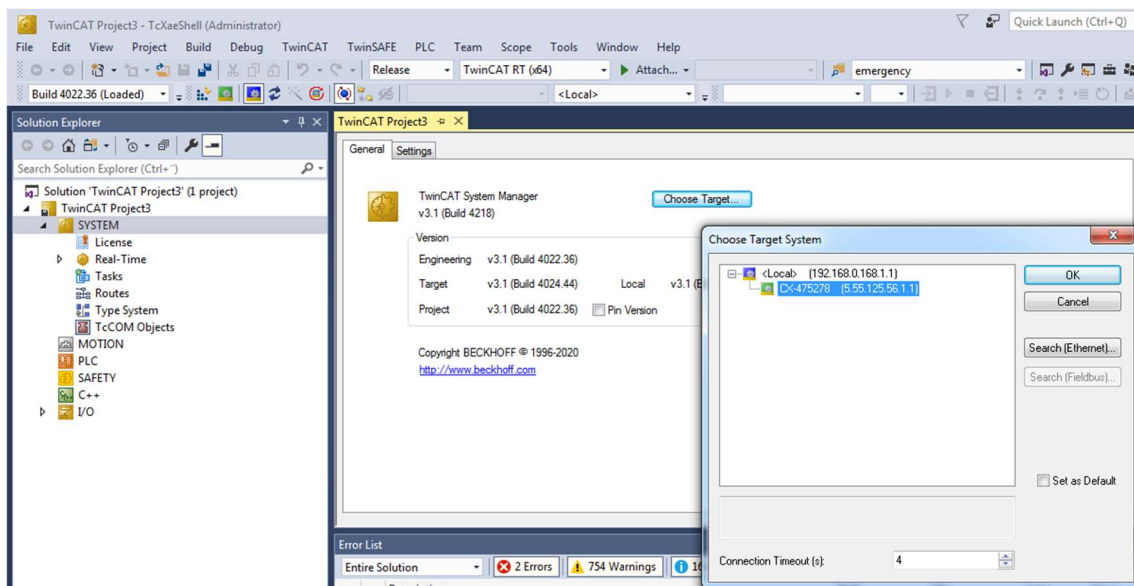 TwinCAT Project3 - TcXaeShell (Administrator)
Quick Launch (Ctrl+Q)
File Edit View Project Build Debug TwinCAT TwinSAFE PLC Team Scope Tools Window Help
Release TwinCAT RT (x64) Attach... emergency
Build 4022.36 (Loaded) <Local>
Solution Explorer
Search Solution Explorer (Ctrl+¨)
Solution 'TwinCAT Project3' (1 project)
TwinCAT Project3
SYSTEM
License
Real-Time
Tasks
Routes
Type System
TcCOM Objects
MOTION
PLC
SAFETY
C++
I/O
TwinCAT Project3
General Settings
TwinCAT System Manager
v3.1 (Build 4218)
Choose Target...
Version
Engineering v3.1 (Build 4022.36)
Target v3.1 (Build 4024.44) Local v3.1 (B
Project v3.1 (Build 4022.36) Pin Version
Copyright BECKHOFF © 1996-2020
http://www.beckhoff.com
Choose Target System
<Local> (192.168.0.168.1.1)
CX-475278 (5.55.125.56.1.1)
OK
Cancel
Search (Ethernet)...
Search (Fieldbus)...
Set as Default
Connection Timeout (s): 4
Error List
Entire Solution 2 Errors 754 Warnings